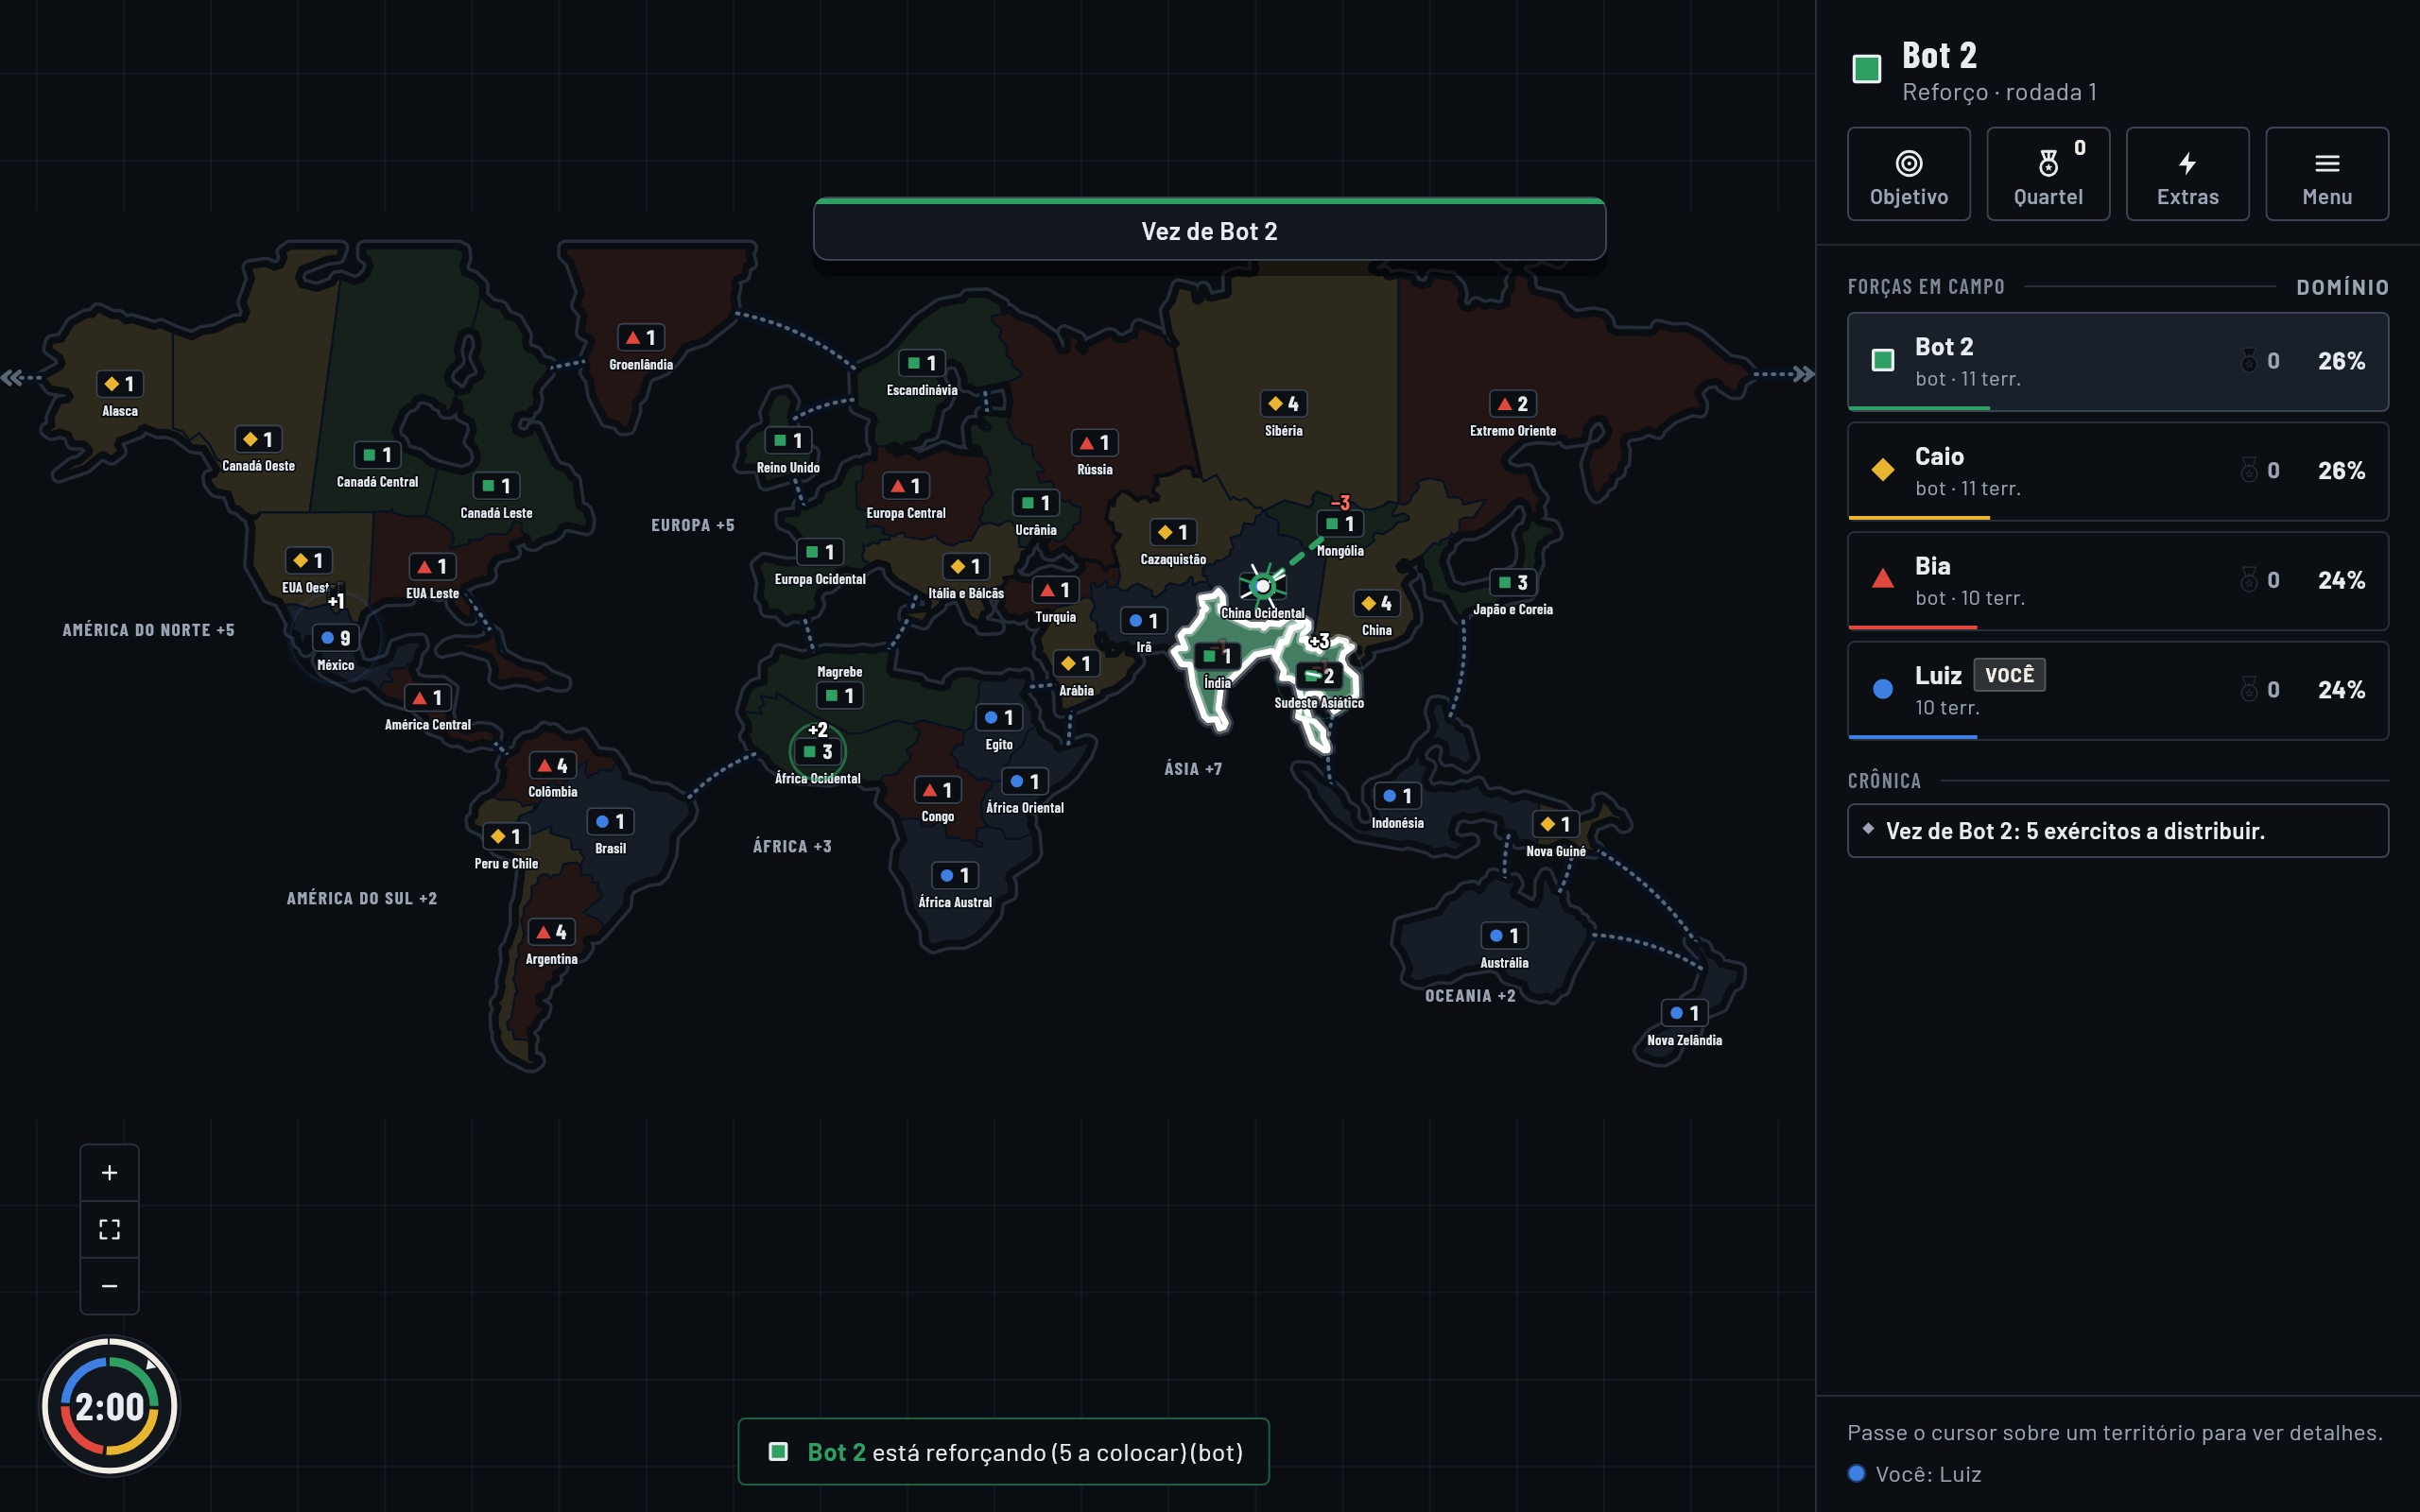 Bot 2
Reforço · rodada 1
Objetivo
0
Quartel
Extras
Menu
Vez de Bot 2
FORÇAS EM CAMPO
DOMÍNIO
Bot 2
bot · 11 terr.
0
26%
Caio
bot · 11 terr.
0
26%
Bia
bot · 10 terr.
0
24%
Luiz VOCÊ
10 terr.
0
24%
CRÔNICA
Vez de Bot 2: 5 exércitos a distribuir.
1
Groenlândia
1
Escandinávia
1
Alasca
4
Sibéria
2
Extremo Oriente
1
Canadá Oeste
1
Canadá Central
1
Reino Unido
1
Rússia
1
Canadá Leste
1
Europa Central
1
Ucrânia
EUROPA +5
−3
1
Mongólia
1
Cazaquistão
1
Europa Ocidental
1
EUA Oest
1
EUA Leste
1
Itália e Bálcãs
1
Turquia
China Ocidental
3
Japão e Coreia
4
China
+1
9
México
AMÉRICA DO NORTE +5
1
Irã
+3
1
Índia
2
Sudeste Asiático
1
Arábia
Magrebe
1
1
América Central
1
Egito
+2
3
África Ocidental
ÁSIA +7
4
Colômbia
1
África Oriental
1
Congo
1
Indonésia
1
Brasil
1
Peru e Chile
1
Nova Guiné
ÁFRICA +3
1
África Austral
AMÉRICA DO SUL +2
4
Argentina
1
Austrália
OCEANIA +2
1
Nova Zelândia
+
−
2:00
Bot 2 está reforçando (5 a colocar) (bot)
Passe o cursor sobre um território para ver detalhes.
Você: Luiz